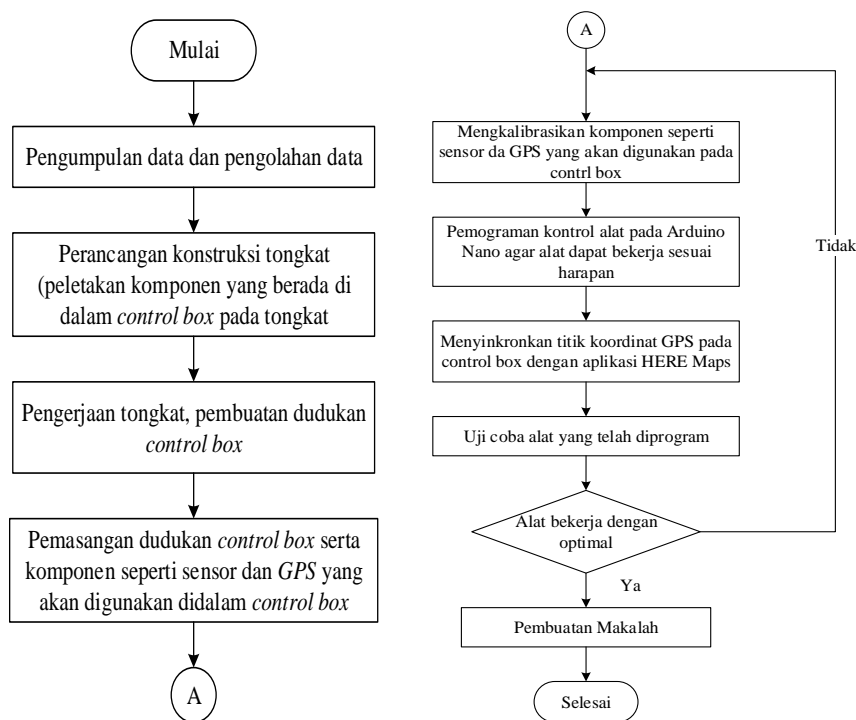 Mulai
Pengumpulan data dan pengolahan data
Perancangan konstruksi tongkat
(peletakan komponen yang berada di
dalam control box pada tongkat
Pengerjaan tongkat, pembuatan dudukan
control box
Pemasangan dudukan control box serta
komponen seperti sensor dan GPS yang
akan digunakan didalam control box
A
A
Mengkalibrasikan komponen seperti
sensor da GPS yang akan digunakan pada
contrl box
Pemograman kontrol alat pada Arduino
Nano agar alat dapat bekerja sesuai
harapan
Tidak
Menyinkronkan titik koordinat GPS pada
control box dengan aplikasi HERE Maps
Uji coba alat yang telah diprogram
Alat bekerja dengan
optimal
Ya
Pembuatan Makalah
Selesai